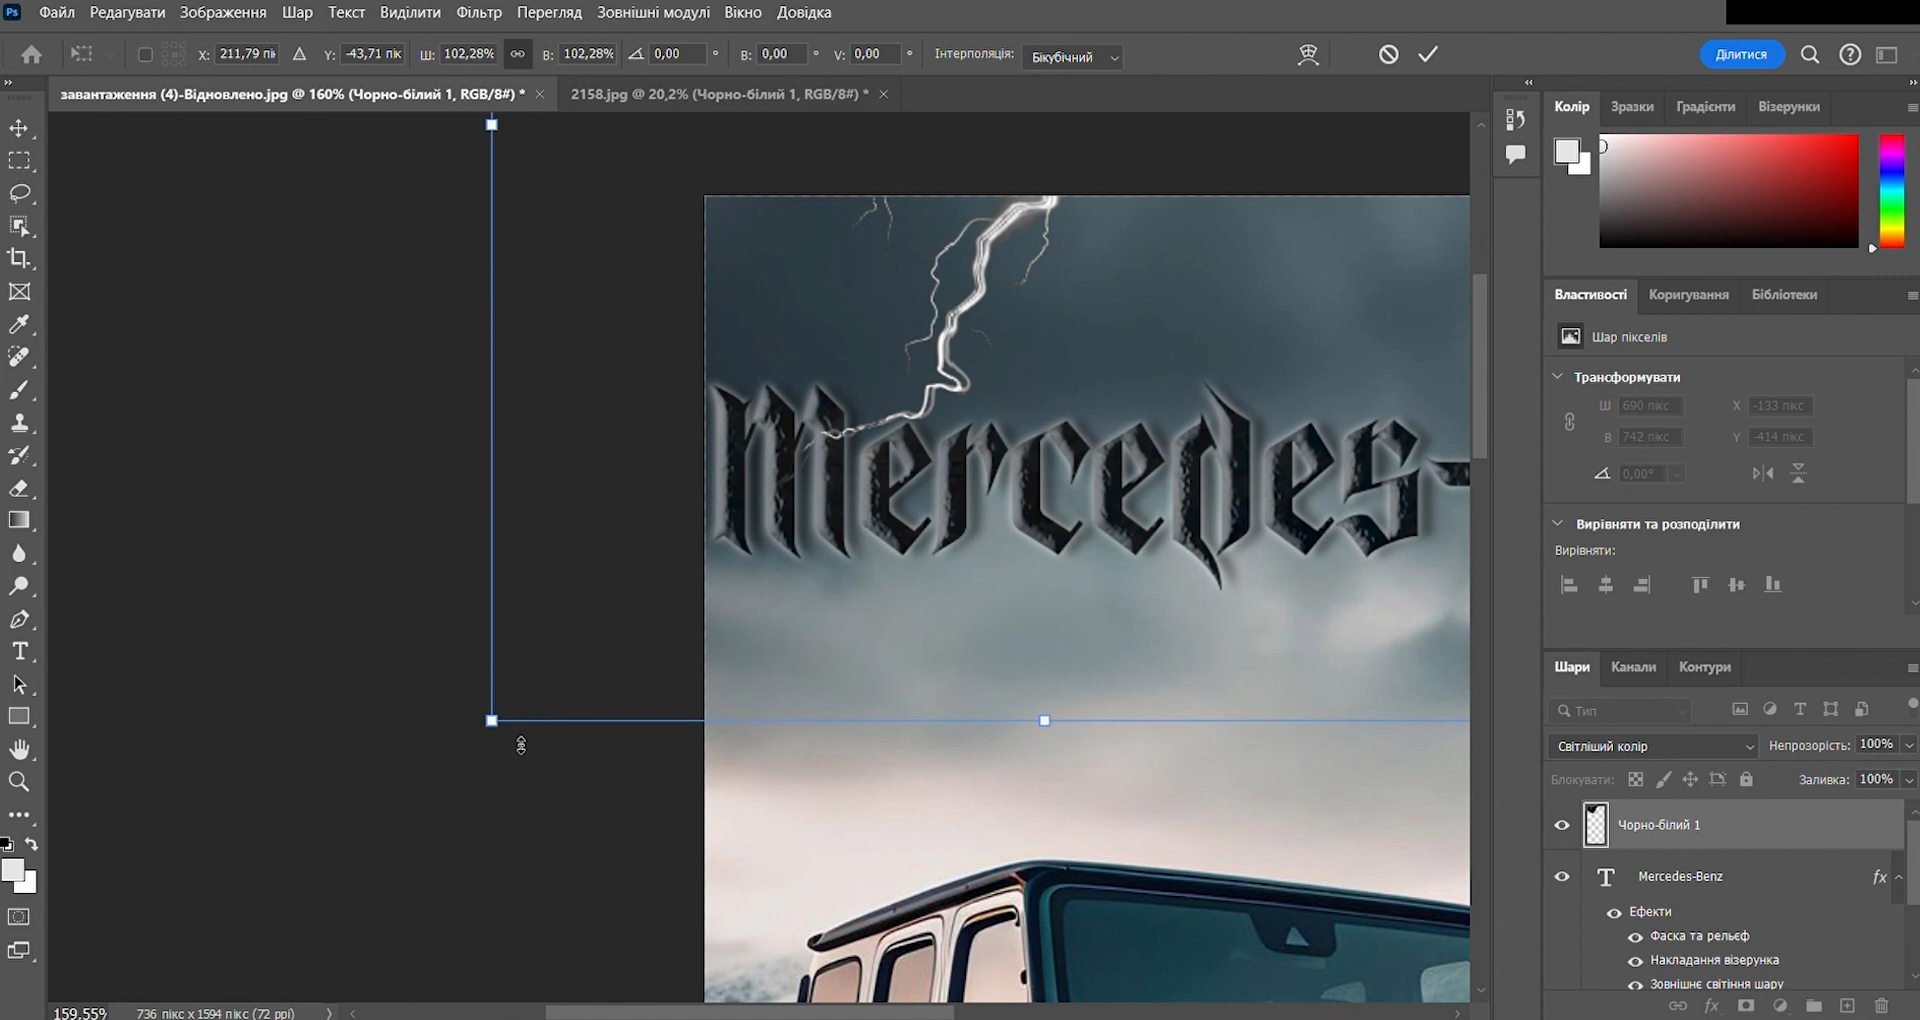 Ps Файл Редагувати Зображення Шар Текст Виділити Фільтр Перегляд Зовнішні модулі Вікно Довідка
X: 211,79 пік Y: -43,71 пікс Ш: 102,28% В: 102,28% 0,00 ° В: 0,00 ° V: 0,00 ° Інтерполяція: Бікубічний Ділитися
завантаження (4)-Відновлено.jpg @ 160% (Чорно-білий 1, RGB/8#) * 2158.jpg @ 20,2% (Чорно-білий 1, RGB/8#) *
Колір Зразки Градієнти Візерунки
Властивості Коригування Бібліотеки
Шар пікселів
Трансформувати
Ш 690 пікс X -133 пікс
В 742 пікс Y -414 пікс
0,00°
Вирівняти та розподілити
Вирівняти:
Mercedes-
Шари Канали Контури
Тип
Світліший колір Непрозорість: 100%
Блокувати: Заливка: 100%
Чорно-білий 1
T Mercedes-Benz fx
Ефекти
Фаска та рельєф
Накладання візерунка
Зовнішнє світіння шару
fx
159,55% 736 пікс x 1594 пікс (72 ppi)